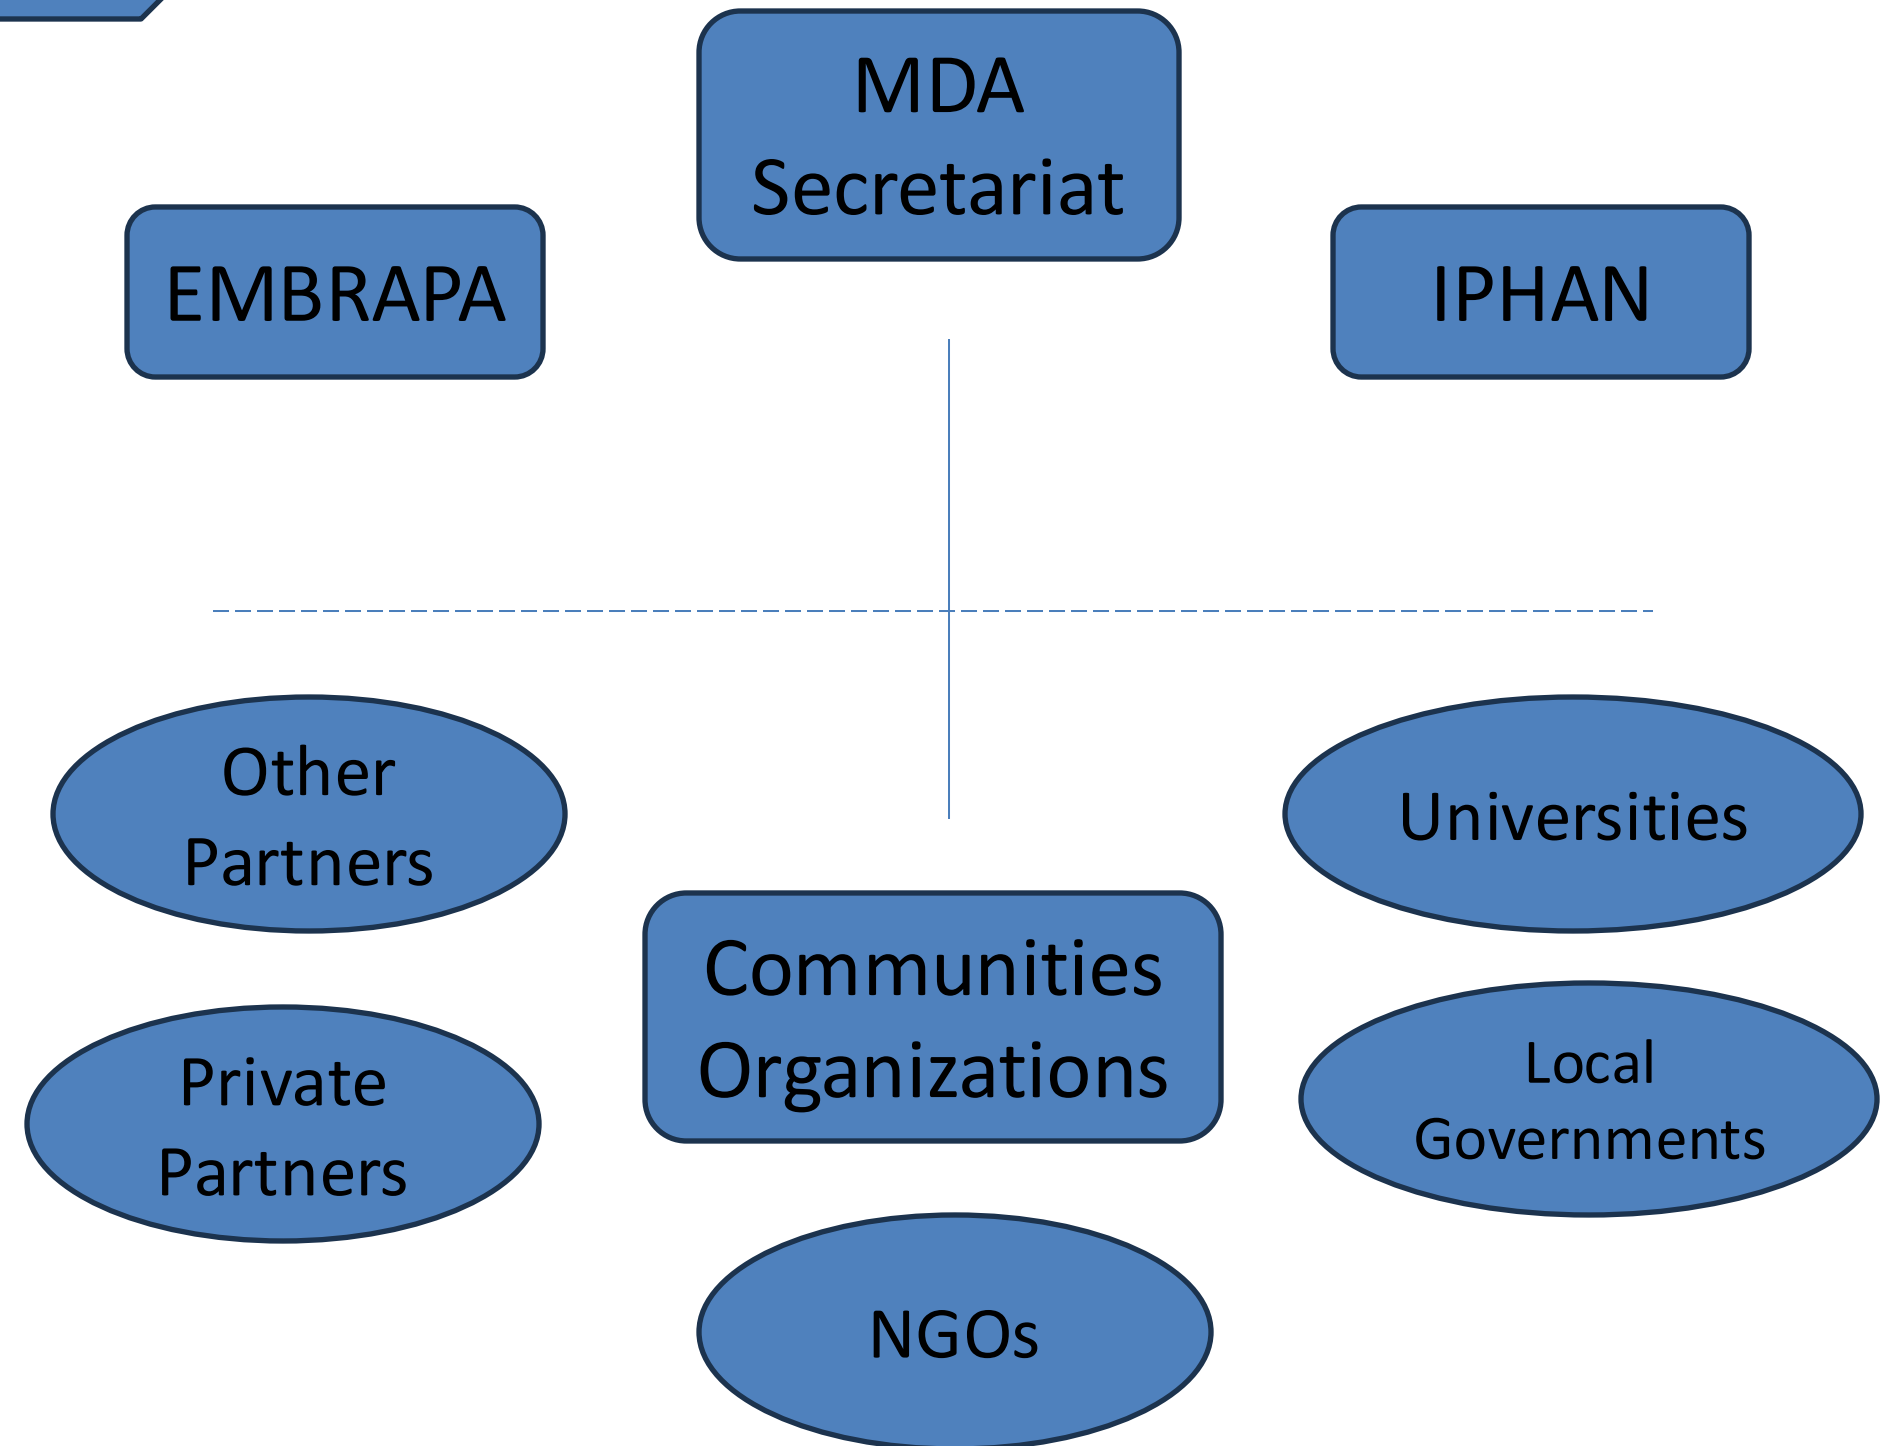 MDA
Secretariat
EMBRAPA
IPHAN
Other
Partners
Universities
Communities
Organizations
Private
Partners
Local
Governments
NGOs